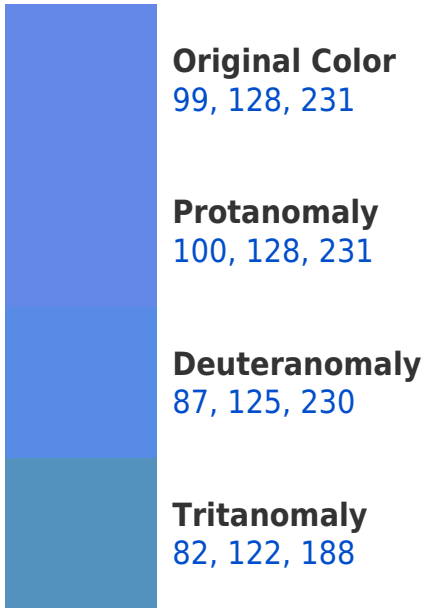 Original Color
99, 128, 231
Protanomaly
100, 128, 231
Deuteranomaly
87, 125, 230
Tritanomaly
82, 122, 188